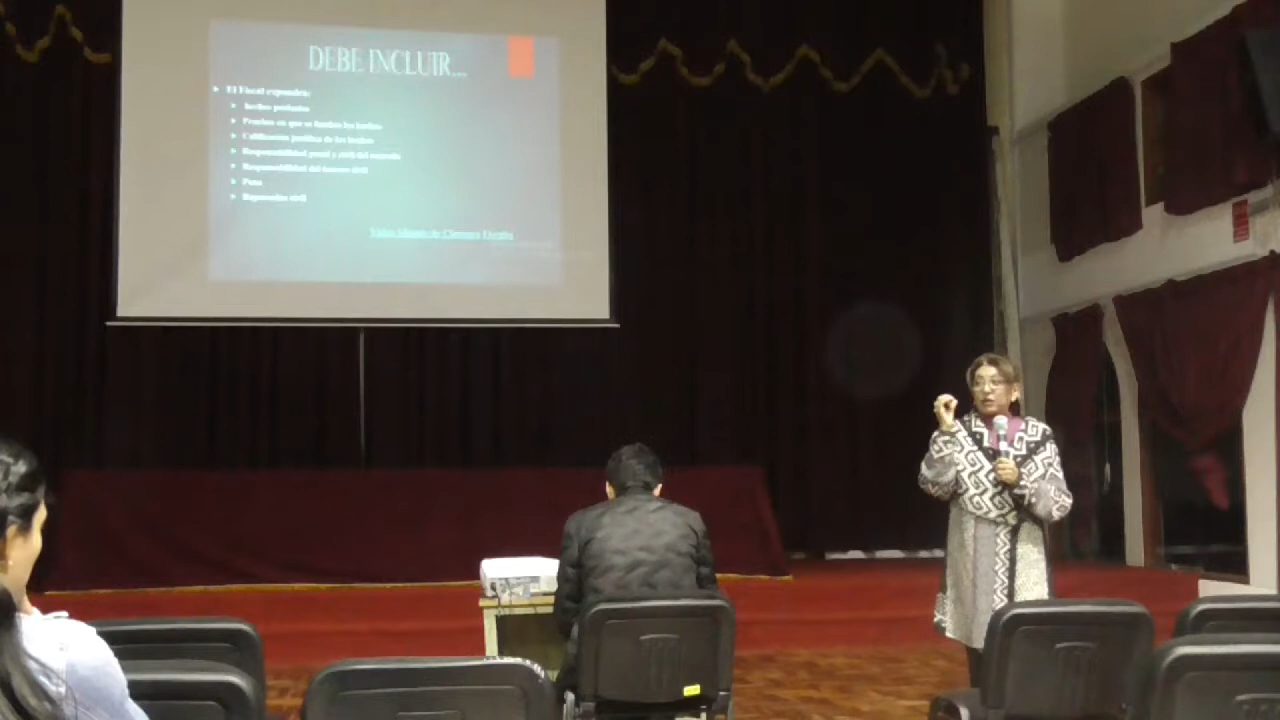 DEBE INCLUIR...
El Fiscal expondrá:
hechos probados
Pruebas en que se fundan los hechos
Calificación jurídica de los hechos
Responsabilidad penal y civil del acusado
Responsabilidad del tercero civil
Pena
Reparación civil